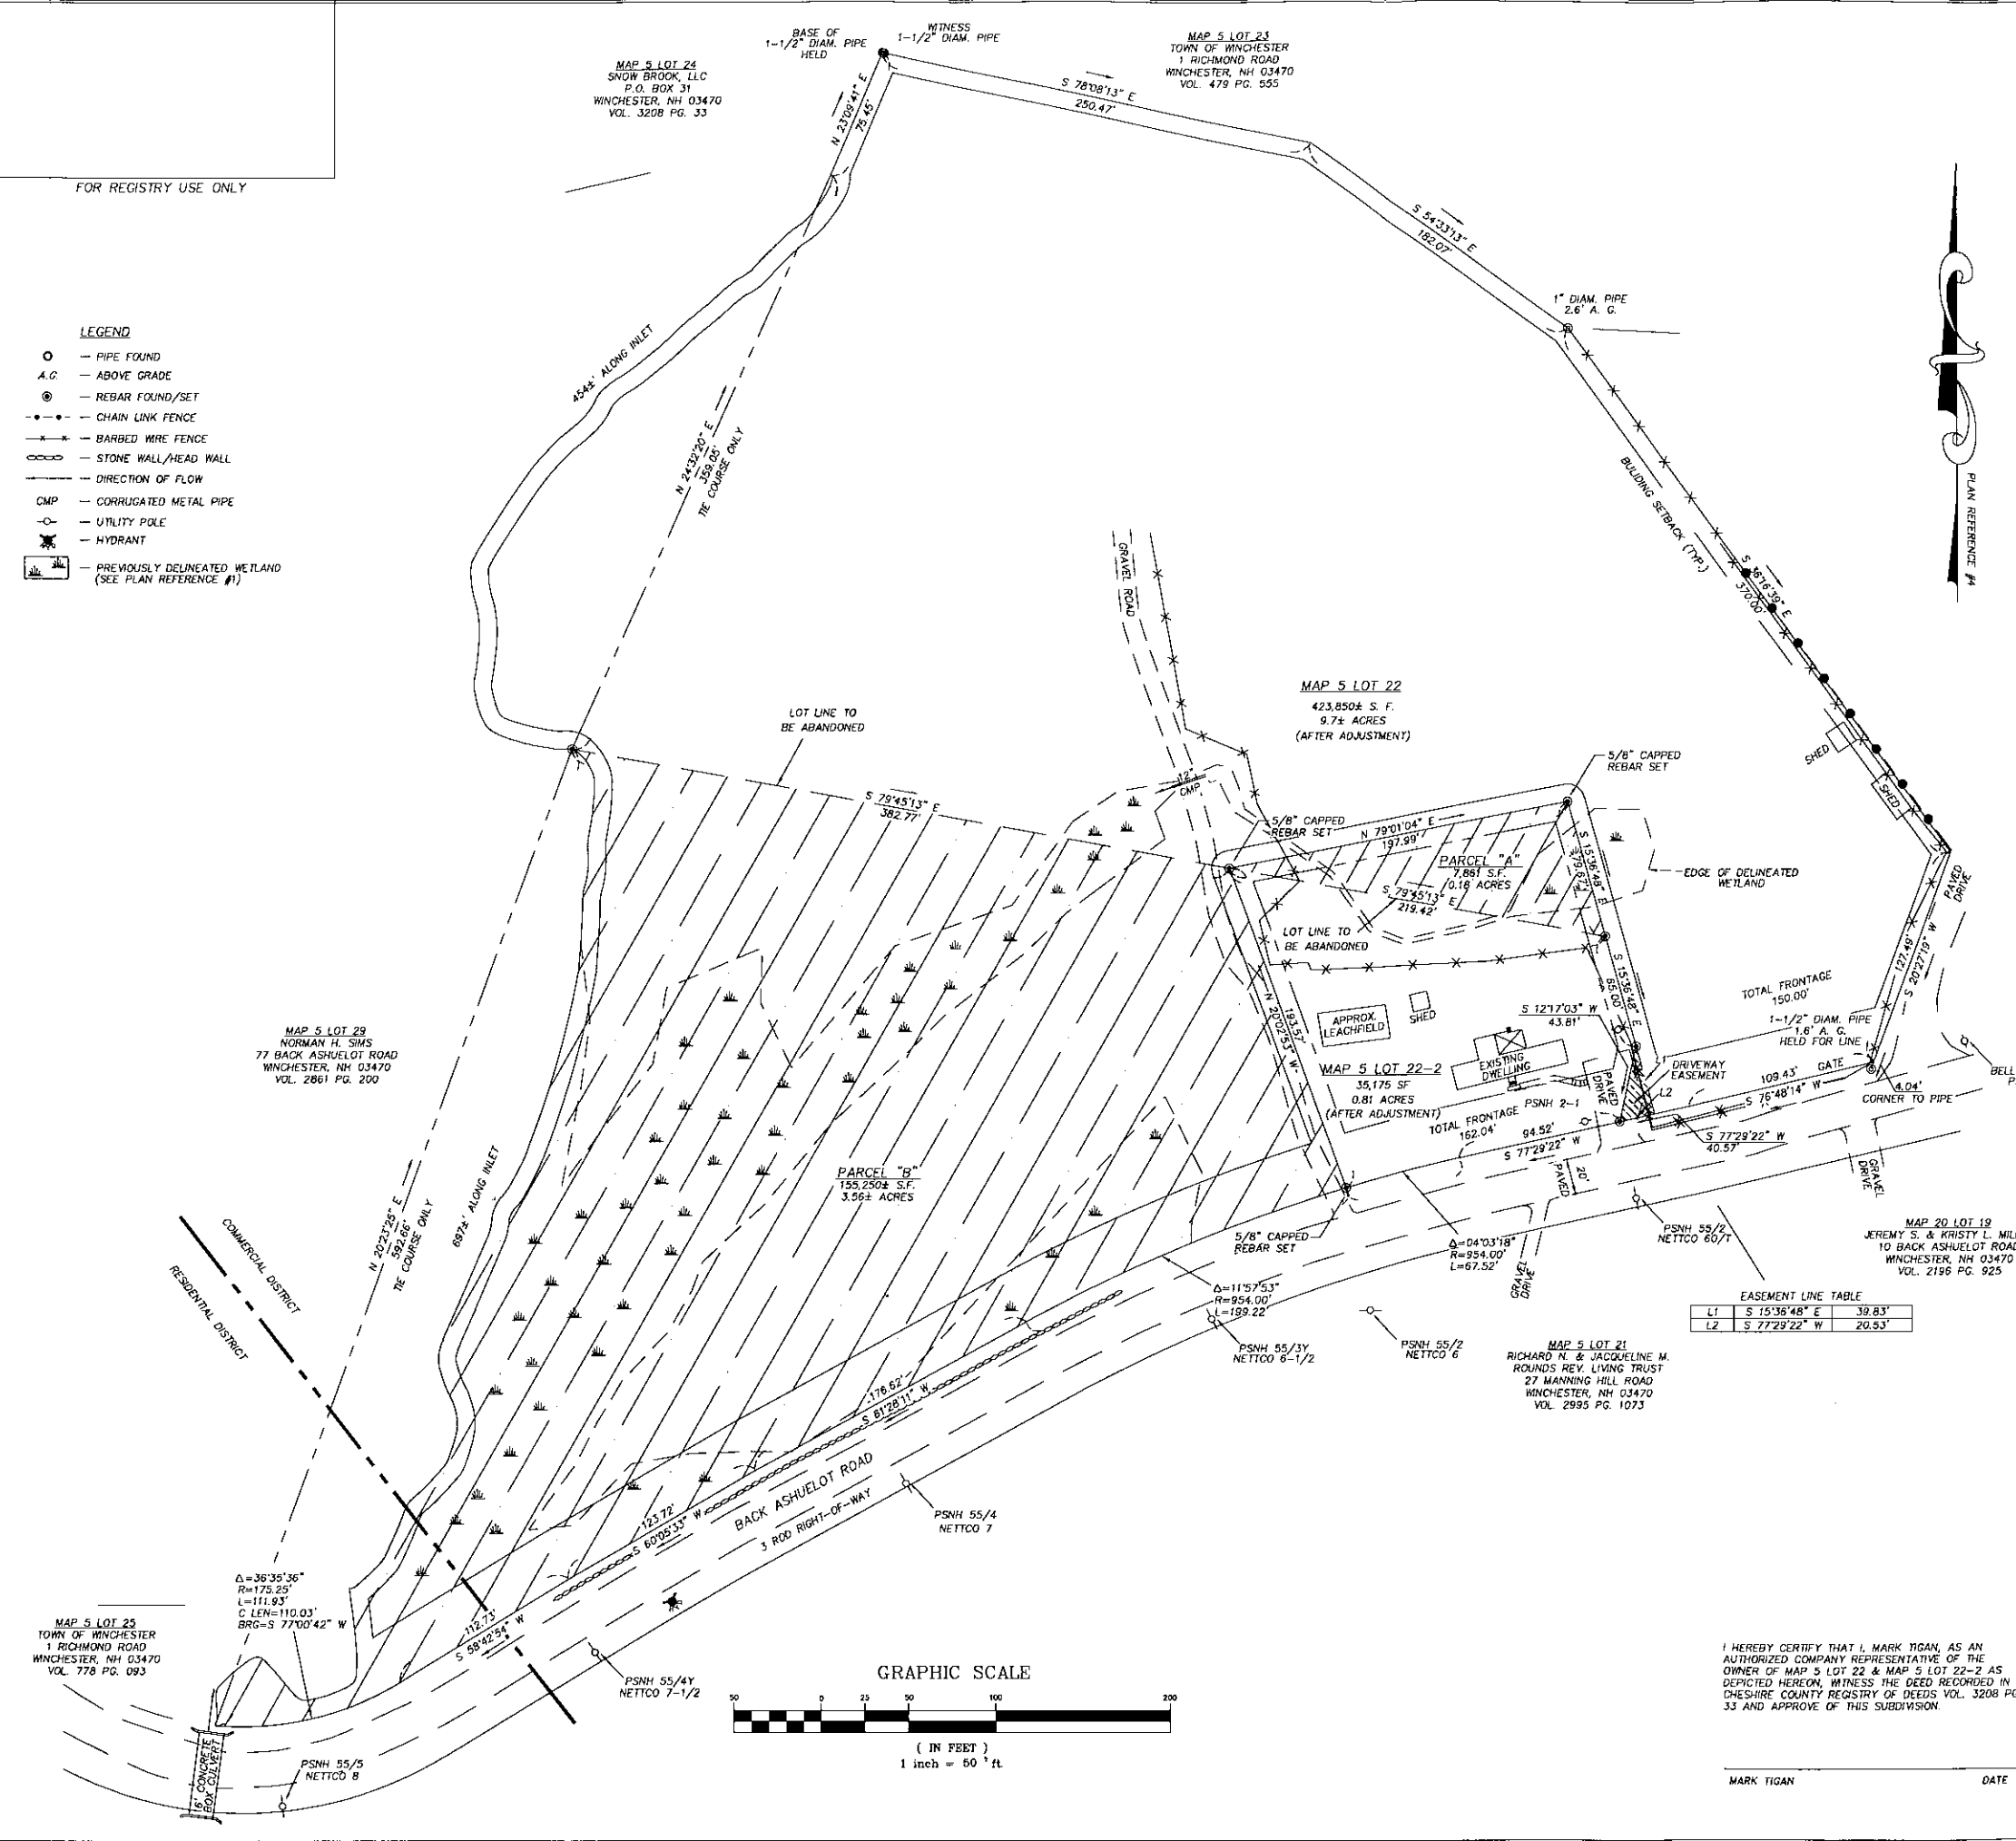 FOR REGISTRY USE ONLY
MAP 5 LOT 24
SNOW BROOK, LLC
P.O. BOX 31
WINCHESTER, NH 03470
VOL. 3208 PG. 33
BASE OF
1-1/2" DIAM. PIPE
HELD
WITNESS
1-1/2" DIAM. PIPE
MAP 5 LOT 23
TOWN OF WINCHESTER
1 RICHMOND ROAD
WINCHESTER, NH 03470
VOL. 479 PG. 555
N 23°09'41" E
75.45'
S 78°08'13" E
250.47'
S 54°33'13" E
182.07'
1" DIAM. PIPE
2.6' A. G.
LEGEND
— PIPE FOUND
A.G. — ABOVE GRADE
— REBAR FOUND/SET
— CHAIN LINK FENCE
— BARBED WIRE FENCE
— STONE WALL/HEAD WALL
— DIRECTION OF FLOW
CMP — CORRUGATED METAL PIPE
— UTILITY POLE
— HYDRANT
— PREVIOUSLY DELINEATED WETLAND
(SEE PLAN REFERENCE #1)
454±' ALONG INLET
N 24°32'20" E
359.05'
TIE COURSE ONLY
BULIDING SETBACK (TYP.)
S 36°16'39" E
370.00'
PLAN REFERENCE #4
GRAVEL ROAD
LOT LINE TO
BE ABANDONED
MAP 5 LOT 22
423,850± S. F.
9.7± ACRES
(AFTER ADJUSTMENT)
5/8" CAPPED
REBAR SET
SHED
SHED
12"
CMP
S 79°45'13" E
382.77'
5/8" CAPPED
REBAR SET
N 79°01'04" E
197.99'
PARCEL "A"
7,861 S.F.
0.18 ACRES
S 79°45'13" E
219.42'
S 15°36'48" E
79.67'
EDGE OF DELINEATED
WETLAND
PAVED
DRIVE
LOT LINE TO
BE ABANDONED
S 15°36'48" E
65.00'
127.49'
S 20°27'19" W
TOTAL FRONTAGE
150.00'
1-1/2" DIAM. PIPE
1.6' A. G.
HELD FOR LINE
193.57'
N 20°02'53" W
APPROX.
LEACHFIELD
SHED
S 12°17'03" W
43.81'
EXISTING
DWELLING
MAP 5 LOT 22-2
35,175 SF
0.81 ACRES
(AFTER ADJUSTMENT)
PAVED
DRIVE
L1
DRIVEWAY
EASEMENT
L2
109.43'
GATE
S 76°48'14" W
4.04'
CORNER TO PIPE
BELL
TOTAL FRONTAGE
162.04'
PSNH 2-1
94.52'
S 77°29'22" W
S 77°29'22" W
40.57'
PAVED
20'
GRAVEL
DRIVE
MAP 5 LOT 29
NORMAN H. SIMS
77 BACK ASHUELOT ROAD
WINCHESTER, NH 03470
VOL. 2861 PG. 200
PARCEL "B"
155,250± S.F.
3.56± ACRES
N 20°23'25" E
592.66'
TIE COURSE ONLY
697±' ALONG INLET
COMMERCIAL DISTRICT
RESIDENTIAL DISTRICT
5/8" CAPPED
REBAR SET
Δ=04°03'18"
R=954.00'
L=67.52'
GRAVEL
DRIVE
PSNH 55/2
NETTCO 60/T
MAP 20 LOT 19
JEREMY S. & KRISTY L.
10 BACK ASHUELOT ROAD
WINCHESTER, NH 03470
VOL. 2196 PG. 925
Δ=11°57'53"
R=954.00'
L=199.22'
EASEMENT LINE TABLE
L1 S 15°36'48" E 39.83'
L2 S 77°29'22" W 20.53'
PSNH 55/3Y
NETTCO 6-1/2
PSNH 55/2
NETTCO 6
MAP 5 LOT 21
RICHARD N. & JACQUELINE M.
ROUNDS REV. LIVING TRUST
27 MANNING HILL ROAD
WINCHESTER, NH 03470
VOL. 2995 PG. 1073
176.62'
S 61°28'11" W
BACK ASHUELOT ROAD
3 ROD RIGHT-OF-WAY
123.72'
S 60°05'33" W
PSNH 55/4
NETTCO 7
Δ=36°35'36"
R=175.25'
L=111.93'
C LEN=110.03'
BRG=S 77°00'42" W
112.73'
S 58°42'54" W
MAP 5 LOT 25
TOWN OF WINCHESTER
1 RICHMOND ROAD
WINCHESTER, NH 03470
VOL. 778 PG. 093
PSNH 55/4Y
NETTCO 7-1/2
16' CONCRETE
BOX CULVERT
PSNH 55/5
NETTCO 8
GRAPHIC SCALE
50 0 25 50 100 200
( IN FEET )
1 inch = 50 ft.
I HEREBY CERTIFY THAT I, MARK TIGAN, AS AN
AUTHORIZED COMPANY REPRESENTATIVE OF THE
OWNER OF MAP 5 LOT 22 & MAP 5 LOT 22-2 AS
DEPICTED HEREON, WITNESS THE DEED RECORDED IN
CHESHIRE COUNTY REGISTRY OF DEEDS VOL. 3208 PG
33 AND APPROVE OF THIS SUBDIVISION.
MARK TIGAN DATE